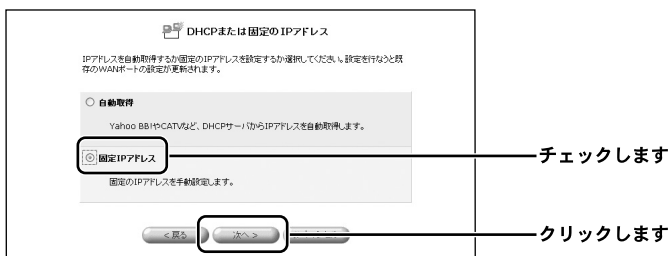 DHCPまたは固定のIPアドレス
IPアドレスを自動取得するか固定のIPアドレスを設定するか選択してください。設定を行なうと既
存のWANポートの設定が更新されます。
自動取得
Yahoo BB!やCATVなど、DHCPサーバからIPアドレスを自動取得します。
固定IPアドレス
チェックします
固定のIPアドレスを手動設定します。
<戻る 次へ>
クリックします